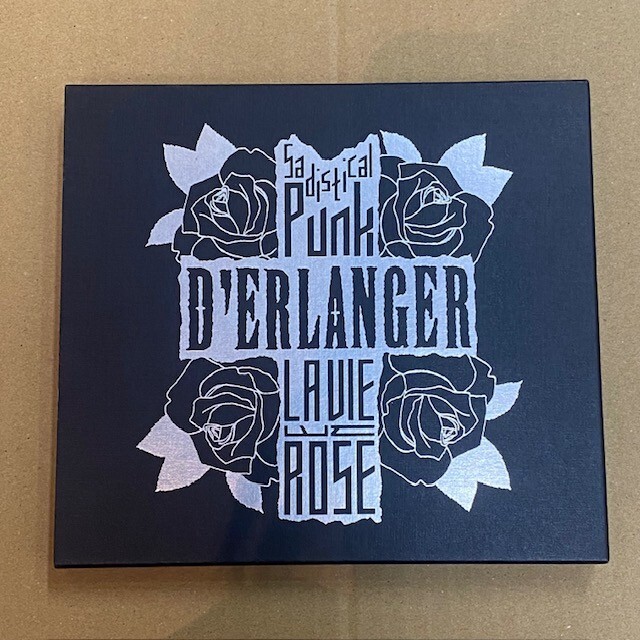 Sadistical
Punk
D'ERLANGER
LA VIE
EN
ROSE